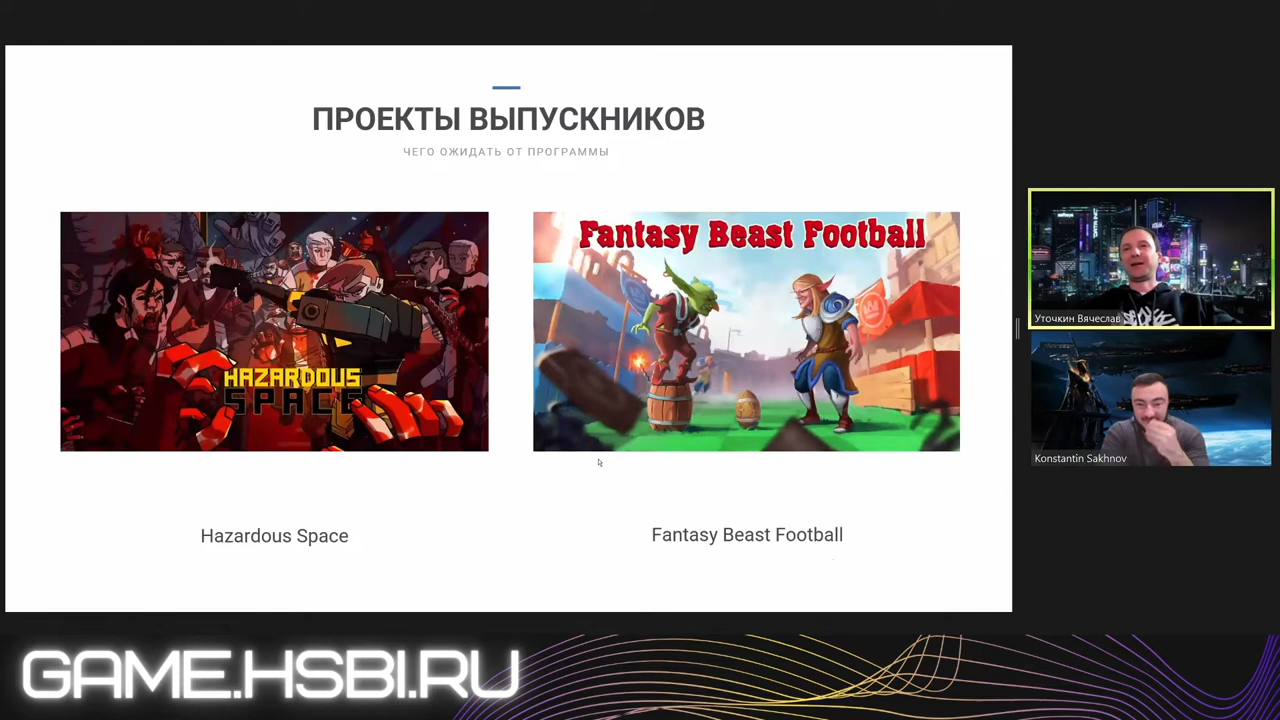 ПРОЕКТЫ ВЫПУСКНИКОВ
ЧЕГО ОЖИДАТЬ ОТ ПРОГРАММЫ
HAZARDOUS
SPACE
Fantasy Beast Football
Hazardous Space
Fantasy Beast Football
Уточкин Вячеслав
Konstantin Sakhnov
GAME.HSBI.RU